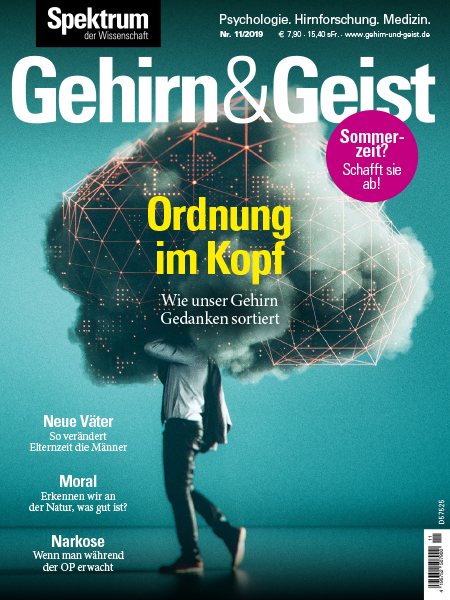 Spektrum
der Wissenschaft
Psychologie. Hirnforschung. Medizin.
Nr. 11/2019 € 7,90 · 15,40 sFr. · www.gehirn-und-geist.de
Gehirn&Geist
Sommer-
zeit?
Schafft sie
ab!
Ordnung
im Kopf
Wie unser Gehirn
Gedanken sortiert
Neue Väter
So verändert
Elternzeit die Männer
Moral
Erkennen wir an
der Natur, was gut ist?
Narkose
Wenn man während
der OP erwacht
D57525
11